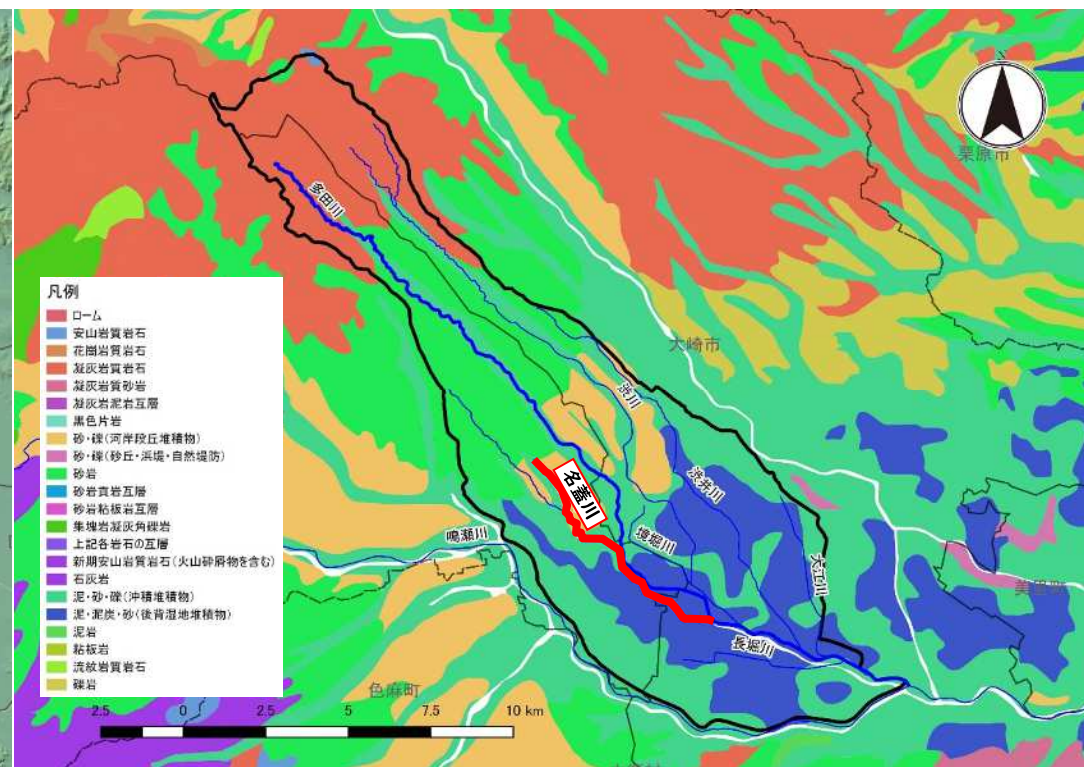 栗原市
多田川
大崎市
渋川
渋井川
名蓋川
境堀川
鳴瀬川
大江川
美里町
長堀川
色麻町
凡例
ローム
安山岩質岩石
花崗岩質岩石
凝灰岩質岩石
凝灰岩質砂岩
凝灰岩泥岩互層
黒色片岩
砂・礫(河岸段丘堆積物)
砂・礫(砂丘・浜堤・自然堤防)
砂岩
砂岩頁岩互層
砂岩粘板岩互層
集塊岩凝灰角礫岩
上記各岩石の互層
新期安山岩質岩石(火山砕屑物を含む)
石灰岩
泥・砂・礫(沖積堆積物)
泥・泥炭・砂(後背湿地堆積物)
泥岩
粘板岩
流紋岩質岩石
礫岩
2.5 0 2.5 5 7.5 10 km